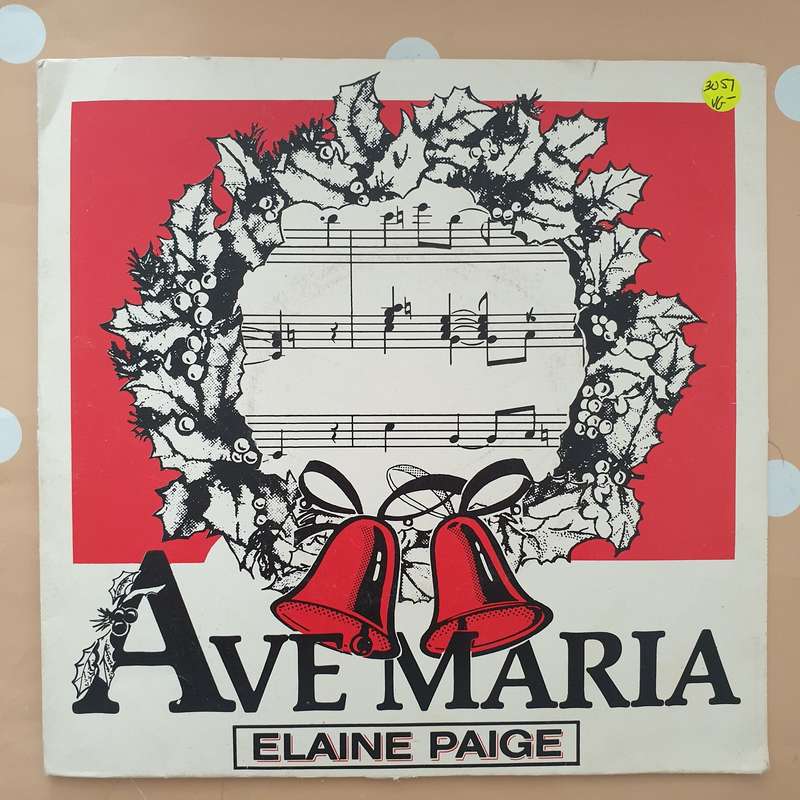 3057
VG-
AVE MARIA
ELAINE PAIGE